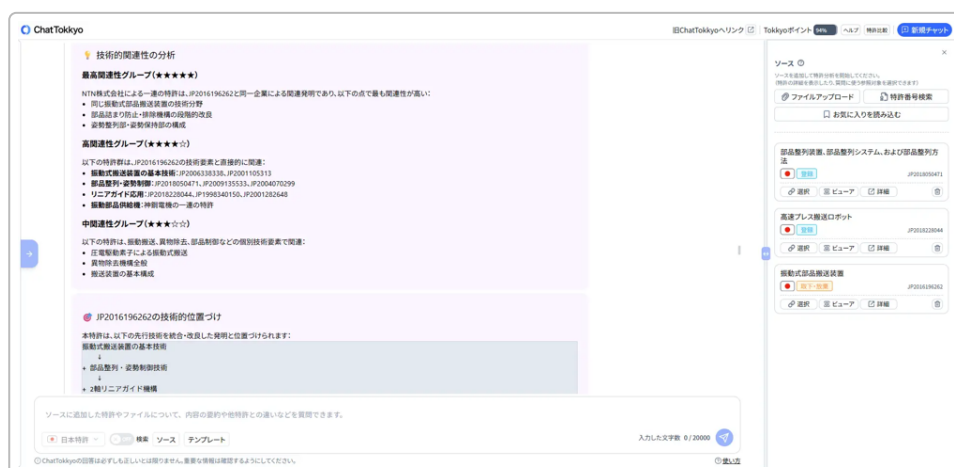 ChatTokkyo
旧ChatTokkyoへリンク
Tokkyoポイント 94%
ヘルプ
特許比較
新規チャット
技術的関連性の分析
最高関連性グループ(★★★★★)
NTN株式会社による一連の特許は、JP2016196262と同一企業による関連発明であり、以下の点で最も関連性が高い:
• 同じ振動式部品搬送装置の技術分野
• 部品詰まり防止・排除機構の段階的改良
• 姿勢整列部・姿勢保持部の構成
高関連性グループ(★★★★☆)
以下の特許群は、JP2016196262の技術要素と直接的に関連:
• 振動式搬送装置の基本技術:JP2006338338、JP2001105313
• 部品整列・姿勢制御:JP2018050471、JP2009135533、JP2004070299
• リニアガイド応用:JP2018228044、JP1998340150、JP2001282648
• 振動部品供給機:神鋼電機の一連の特許
中関連性グループ(★★★☆☆)
以下の特許は、振動搬送、異物除去、部品制御などの個別技術要素で関連:
• 圧電駆動素子による振動式搬送
• 異物除去機構全般
• 搬送装置の基本構成
JP2016196262の技術的位置づけ
本特許は、以下の先行技術を統合・改良した発明と位置づけられます:
振動式搬送装置の基本技術
↓
+ 部品整列・姿勢制御技術
↓
+ 2軸リニアガイド機構
ソースに追加した特許やファイルについて、内容の要約や他特許との違いなどを質問できます。
日本特許
検索
ソース
テンプレート
入力した文字数 0 / 20000
ChatTokkyoの回答は必ずしも正しいとは限りません。重要な情報は確認するようにしてください。
使い方
ソース
ソースを追加して特許分析を開始してください。
(特許の詳細を表示したり、質問に使う参照対象を選択できます)
ファイルアップロード
特許番号検索
お気に入りを読み込む
部品整列装置、部品整列システム、および部品整列方法
登録
JP2018050471
選択
ビューア
詳細
高速プレス搬送ロボット
登録
JP2018228044
選択
ビューア
詳細
振動式部品搬送装置
取下・放棄
JP2016196262
選択
ビューア
詳細